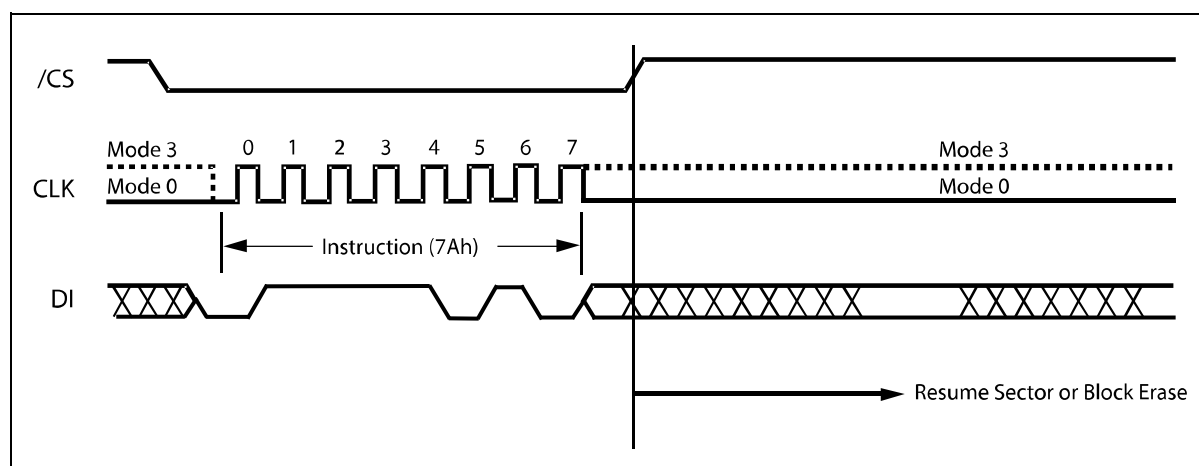 /CS
Mode 3
0 1 2 3 4 5 6 7
Mode 3
CLK
Mode 0
Mode 0
Instruction (7Ah)
DI
Resume Sector or Block Erase